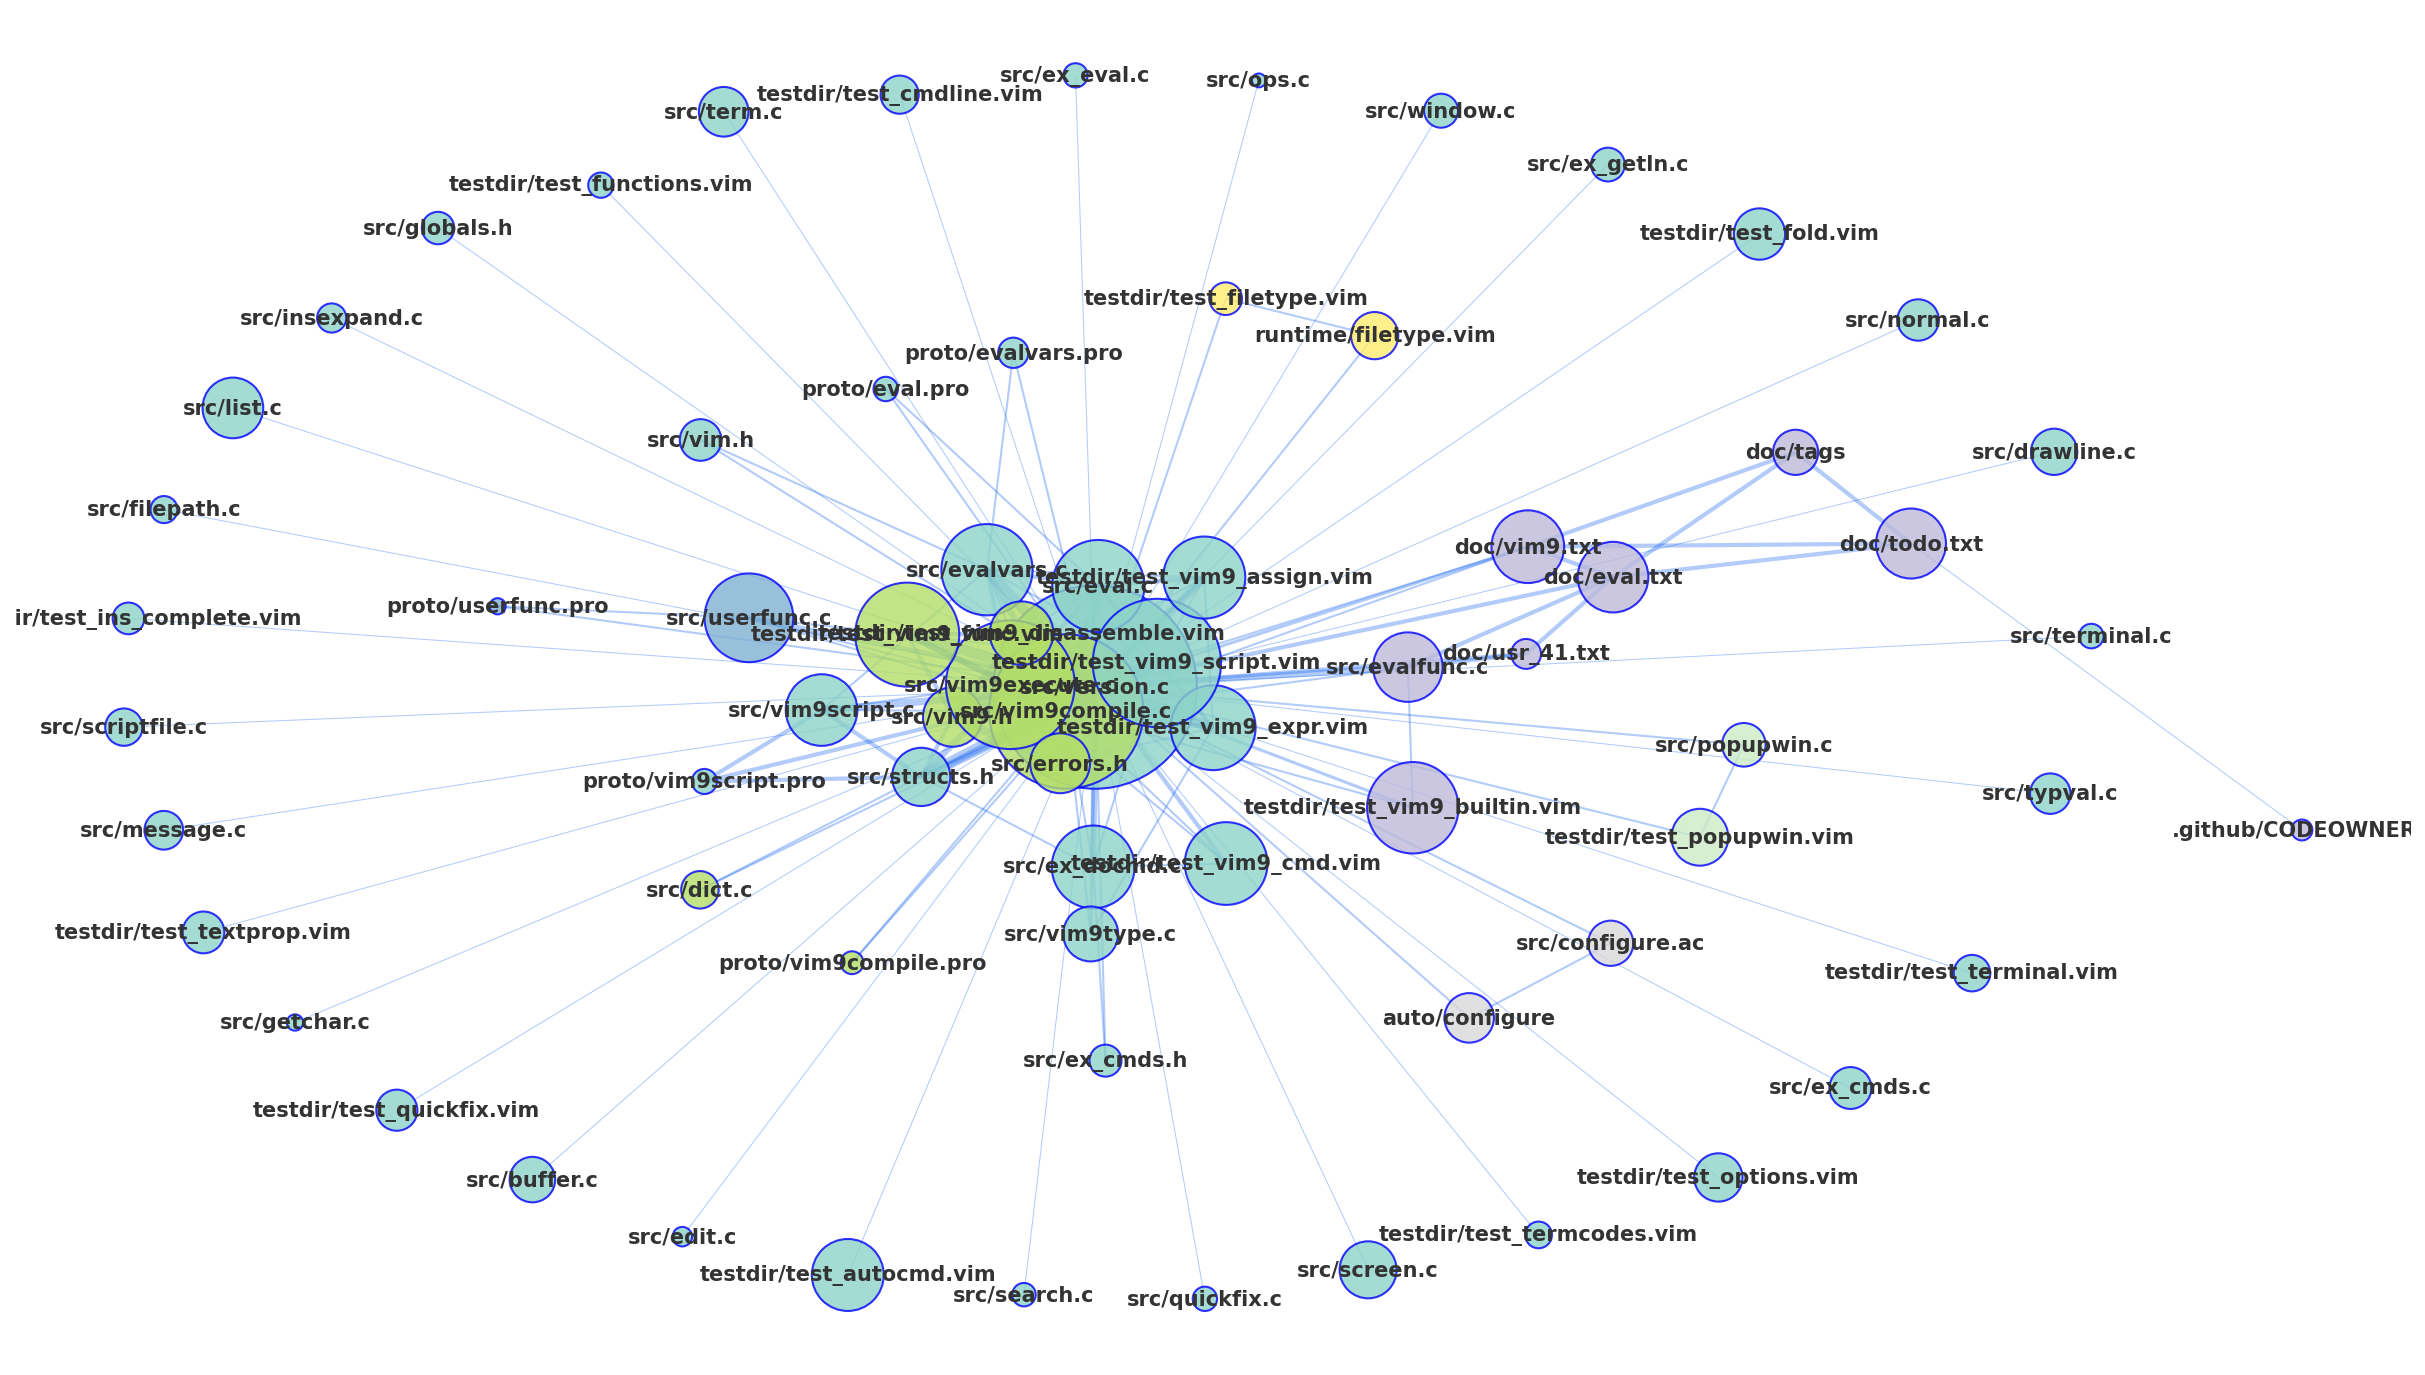 src/ex_eval.c
src/ops.c
testdir/test_cmdline.vim
src/term.c
src/window.c
src/ex_getln.c
testdir/test_functions.vim
src/globals.h
testdir/test_fold.vim
testdir/test_filetype.vim
src/insexpand.c
src/normal.c
runtime/filetype.vim
proto/evalvars.pro
proto/eval.pro
src/list.c
src/vim.h
doc/tags
src/drawline.c
src/filepath.c
doc/todo.txt
doc/vim9.txt
src/evalvars.c
testdir/test_vim9_assign.vim
doc/eval.txt
src/eval.c
proto/userfunc.pro
ir/test_ins_complete.vim
src/userfunc.c
testdir/test_vim9_func.vim
testdir/test_vim9_disassemble.vim
src/terminal.c
doc/usr_41.txt
testdir/test_vim9_script.vim
src/evalfunc.c
src/vim9execute.c
src/version.c
src/vim9script.c
src/vim9.h
src/vim9compile.c
src/scriptfile.c
testdir/test_vim9_expr.vim
src/popupwin.c
src/errors.h
src/structs.h
proto/vim9script.pro
src/typval.c
testdir/test_vim9_builtin.vim
src/message.c
.github/CODEOWNER
testdir/test_popupwin.vim
src/ex_docmd.c
testdir/test_vim9_cmd.vim
src/dict.c
testdir/test_textprop.vim
src/vim9type.c
src/configure.ac
proto/vim9compile.pro
testdir/test_terminal.vim
auto/configure
src/getchar.c
src/ex_cmds.h
src/ex_cmds.c
testdir/test_quickfix.vim
testdir/test_options.vim
src/buffer.c
testdir/test_termcodes.vim
src/edit.c
src/screen.c
testdir/test_autocmd.vim
src/search.c
src/quickfix.c